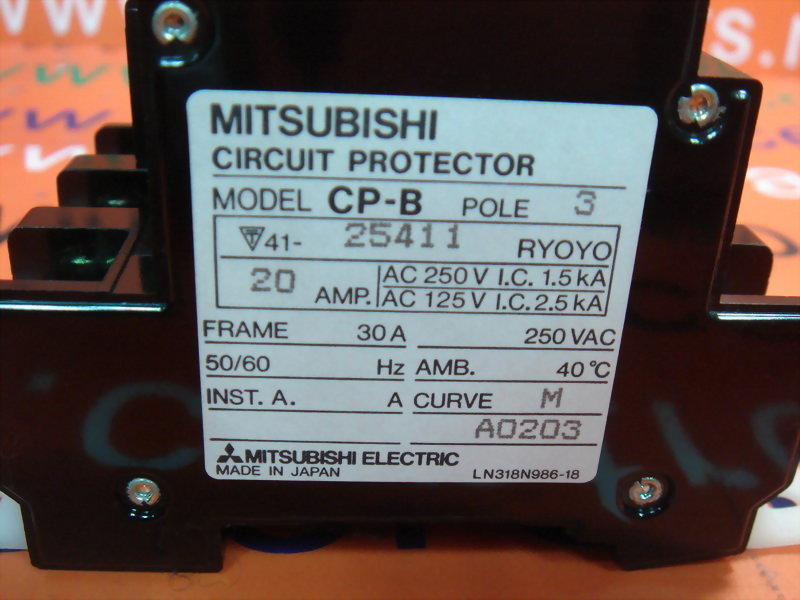 MITSUBISHI
CIRCUIT PROTECTOR
MODEL CP-B POLE 3
41- 25411 RYOYO
20 AMP. AC 250 V I.C. 1.5 kA
AC 125 V I.C. 2.5 kA
FRAME 30 A 250 VAC
50/60 Hz AMB. 40 °C
INST. A. A CURVE M
A0203
MITSUBISHI ELECTRIC
MADE IN JAPAN LN318N986-18